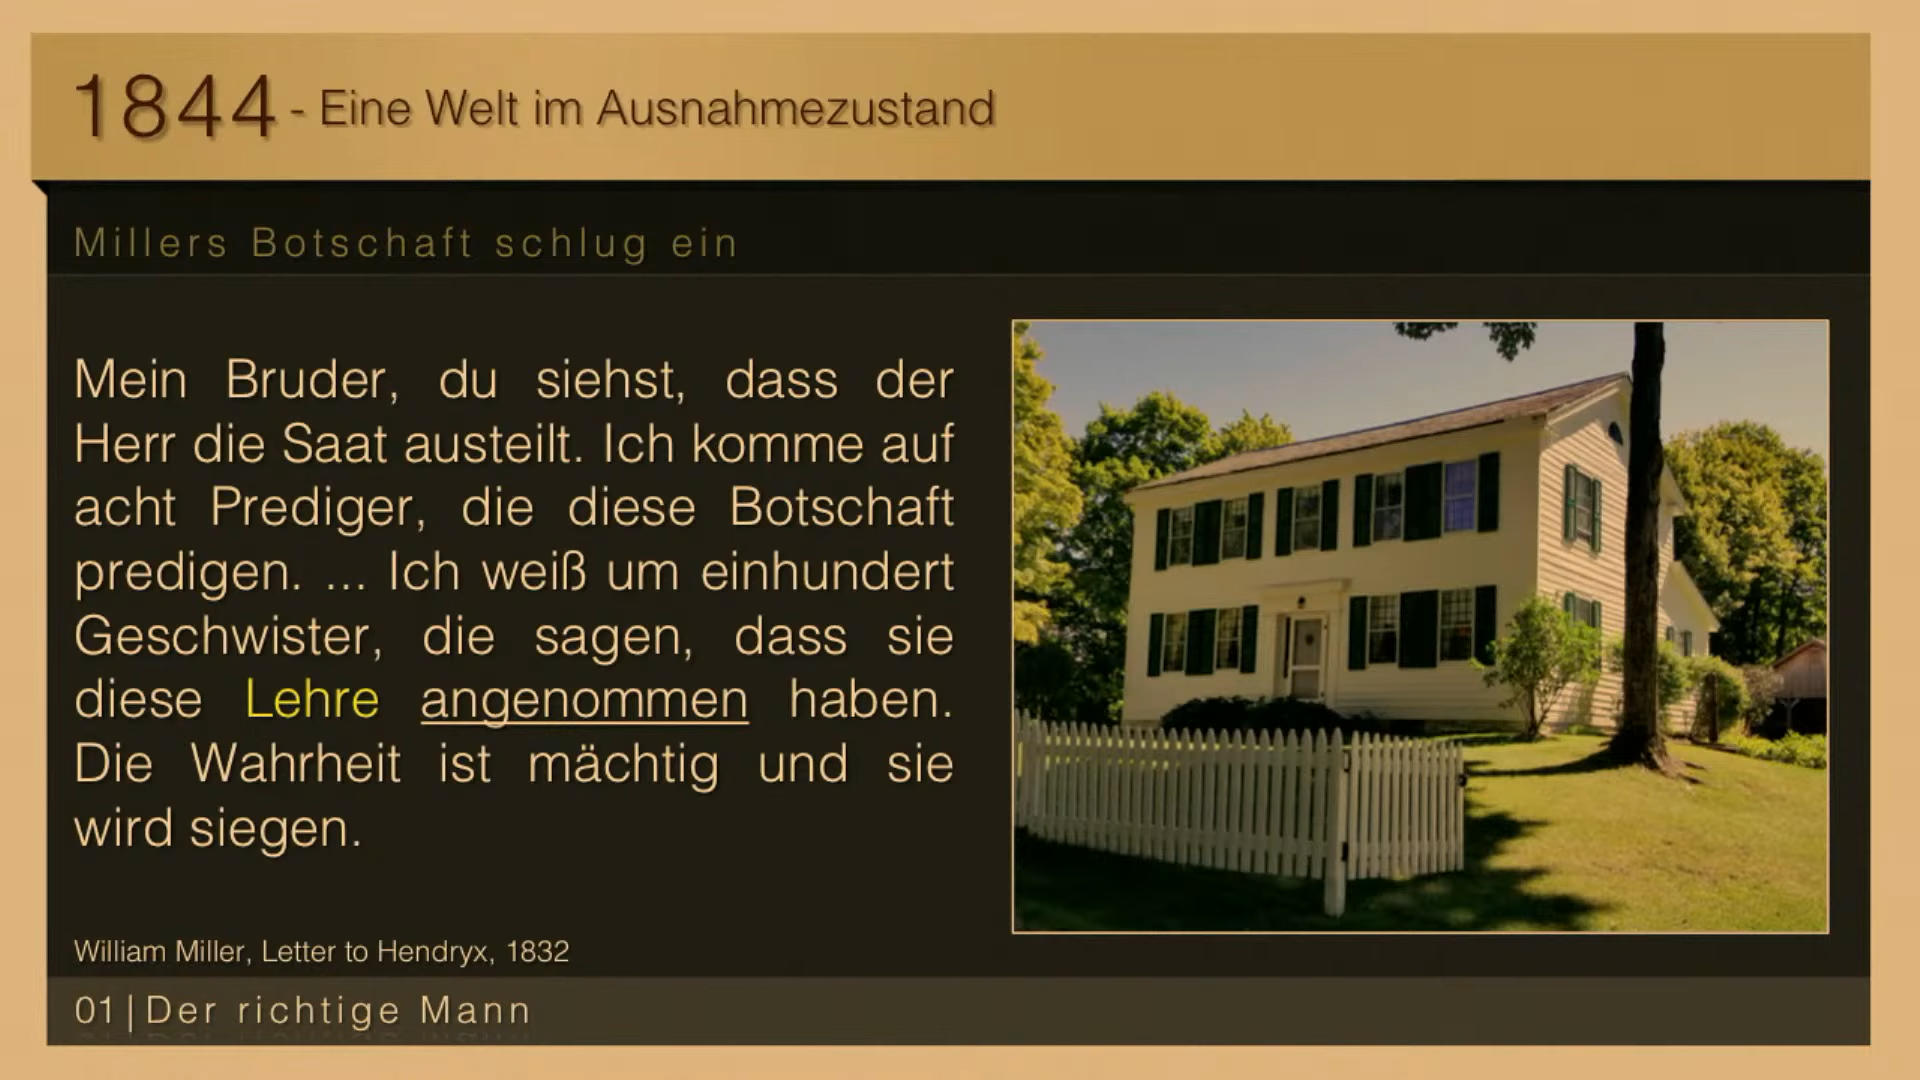 1844 - Eine Welt im Ausnahmezustand
Millers Botschaft schlug ein
Mein Bruder, du siehst, dass der
Herr die Saat austeilt. Ich komme auf
acht Prediger, die diese Botschaft
predigen. ... Ich weiß um einhundert
Geschwister, die sagen, dass sie
diese Lehre angenommen haben.
Die Wahrheit ist mächtig und sie
wird siegen.
William Miller, Letter to Hendryx, 1832
01|Der richtige Mann